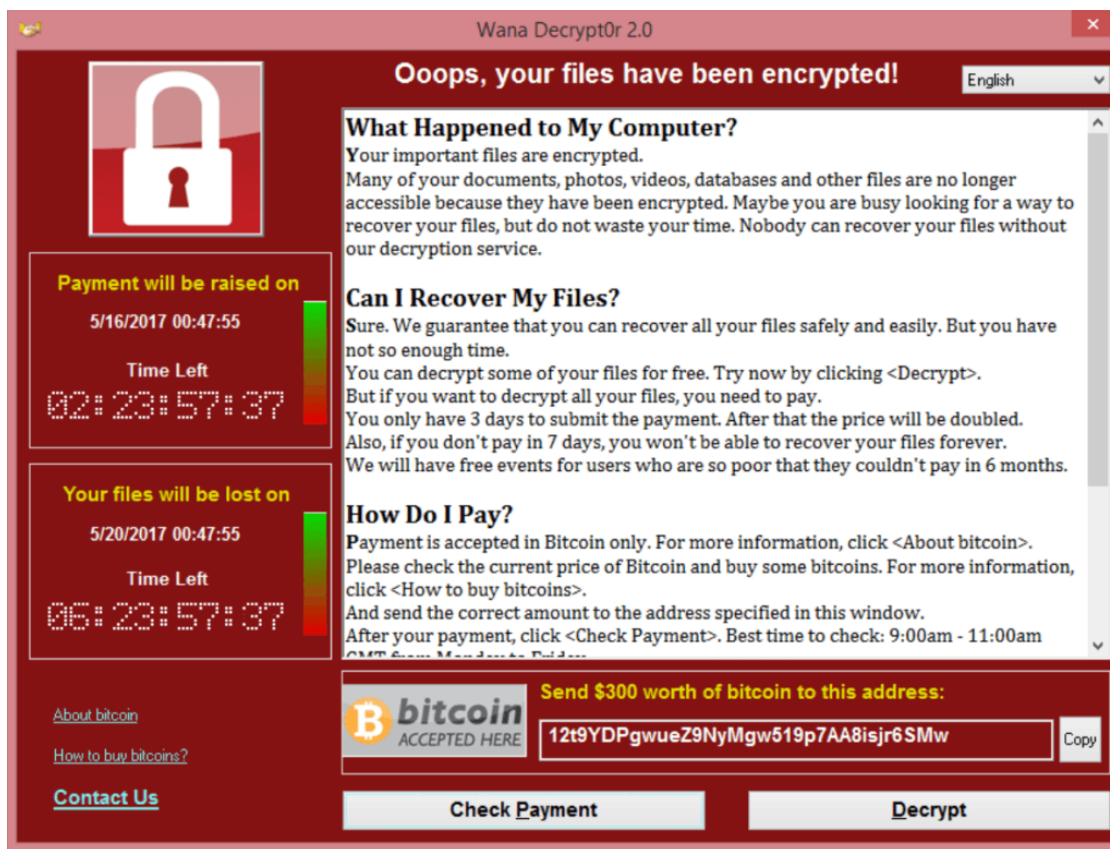 Wana Decrypt0r 2.0
Ooops, your files have been encrypted!
English
What Happened to My Computer?
Your important files are encrypted.
Many of your documents, photos, videos, databases and other files are no longer
accessible because they have been encrypted. Maybe you are busy looking for a way to
recover your files, but do not waste your time. Nobody can recover your files without
our decryption service.
Can I Recover My Files?
Sure. We guarantee that you can recover all your files safely and easily. But you have
not so enough time.
You can decrypt some of your files for free. Try now by clicking <Decrypt>.
But if you want to decrypt all your files, you need to pay.
You only have 3 days to submit the payment. After that the price will be doubled.
Also, if you don't pay in 7 days, you won't be able to recover your files forever.
We will have free events for users who are so poor that they couldn't pay in 6 months.
How Do I Pay?
Payment is accepted in Bitcoin only. For more information, click <About bitcoin>.
Please check the current price of Bitcoin and buy some bitcoins. For more information,
click <How to buy bitcoins>.
And send the correct amount to the address specified in this window.
After your payment, click <Check Payment>. Best time to check: 9:00am - 11:00am
GMT from Monday to Friday
Payment will be raised on
5/16/2017 00:47:55
Time Left
02:23:57:37
Your files will be lost on
5/20/2017 00:47:55
Time Left
06:23:57:37
About bitcoin
How to buy bitcoins?
Contact Us
bitcoin
ACCEPTED HERE
Send $300 worth of bitcoin to this address:
12t9YDPgwueZ9NyMgw519p7AA8isjr6SMw
Copy
Check Payment
Decrypt